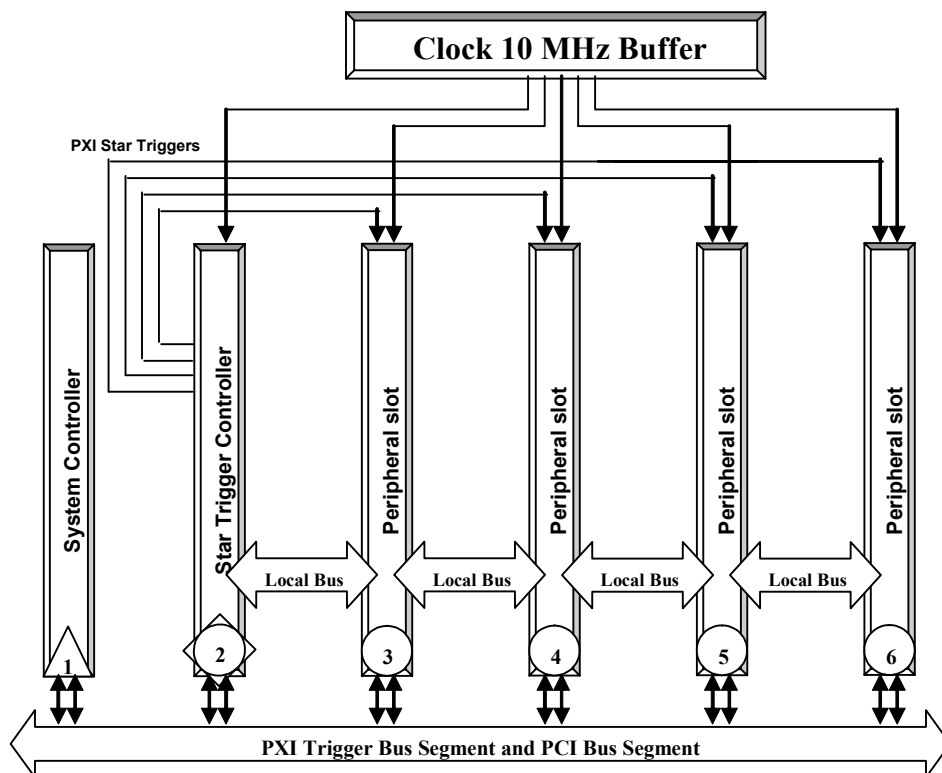 Clock 10 MHz Buffer
PXI Star Triggers
System Controller
Star Trigger Controller
Peripheral slot
Peripheral slot
Peripheral slot
Peripheral slot
Local Bus
Local Bus
Local Bus
Local Bus
1
2
3
4
5
6
PXI Trigger Bus Segment and PCI Bus Segment